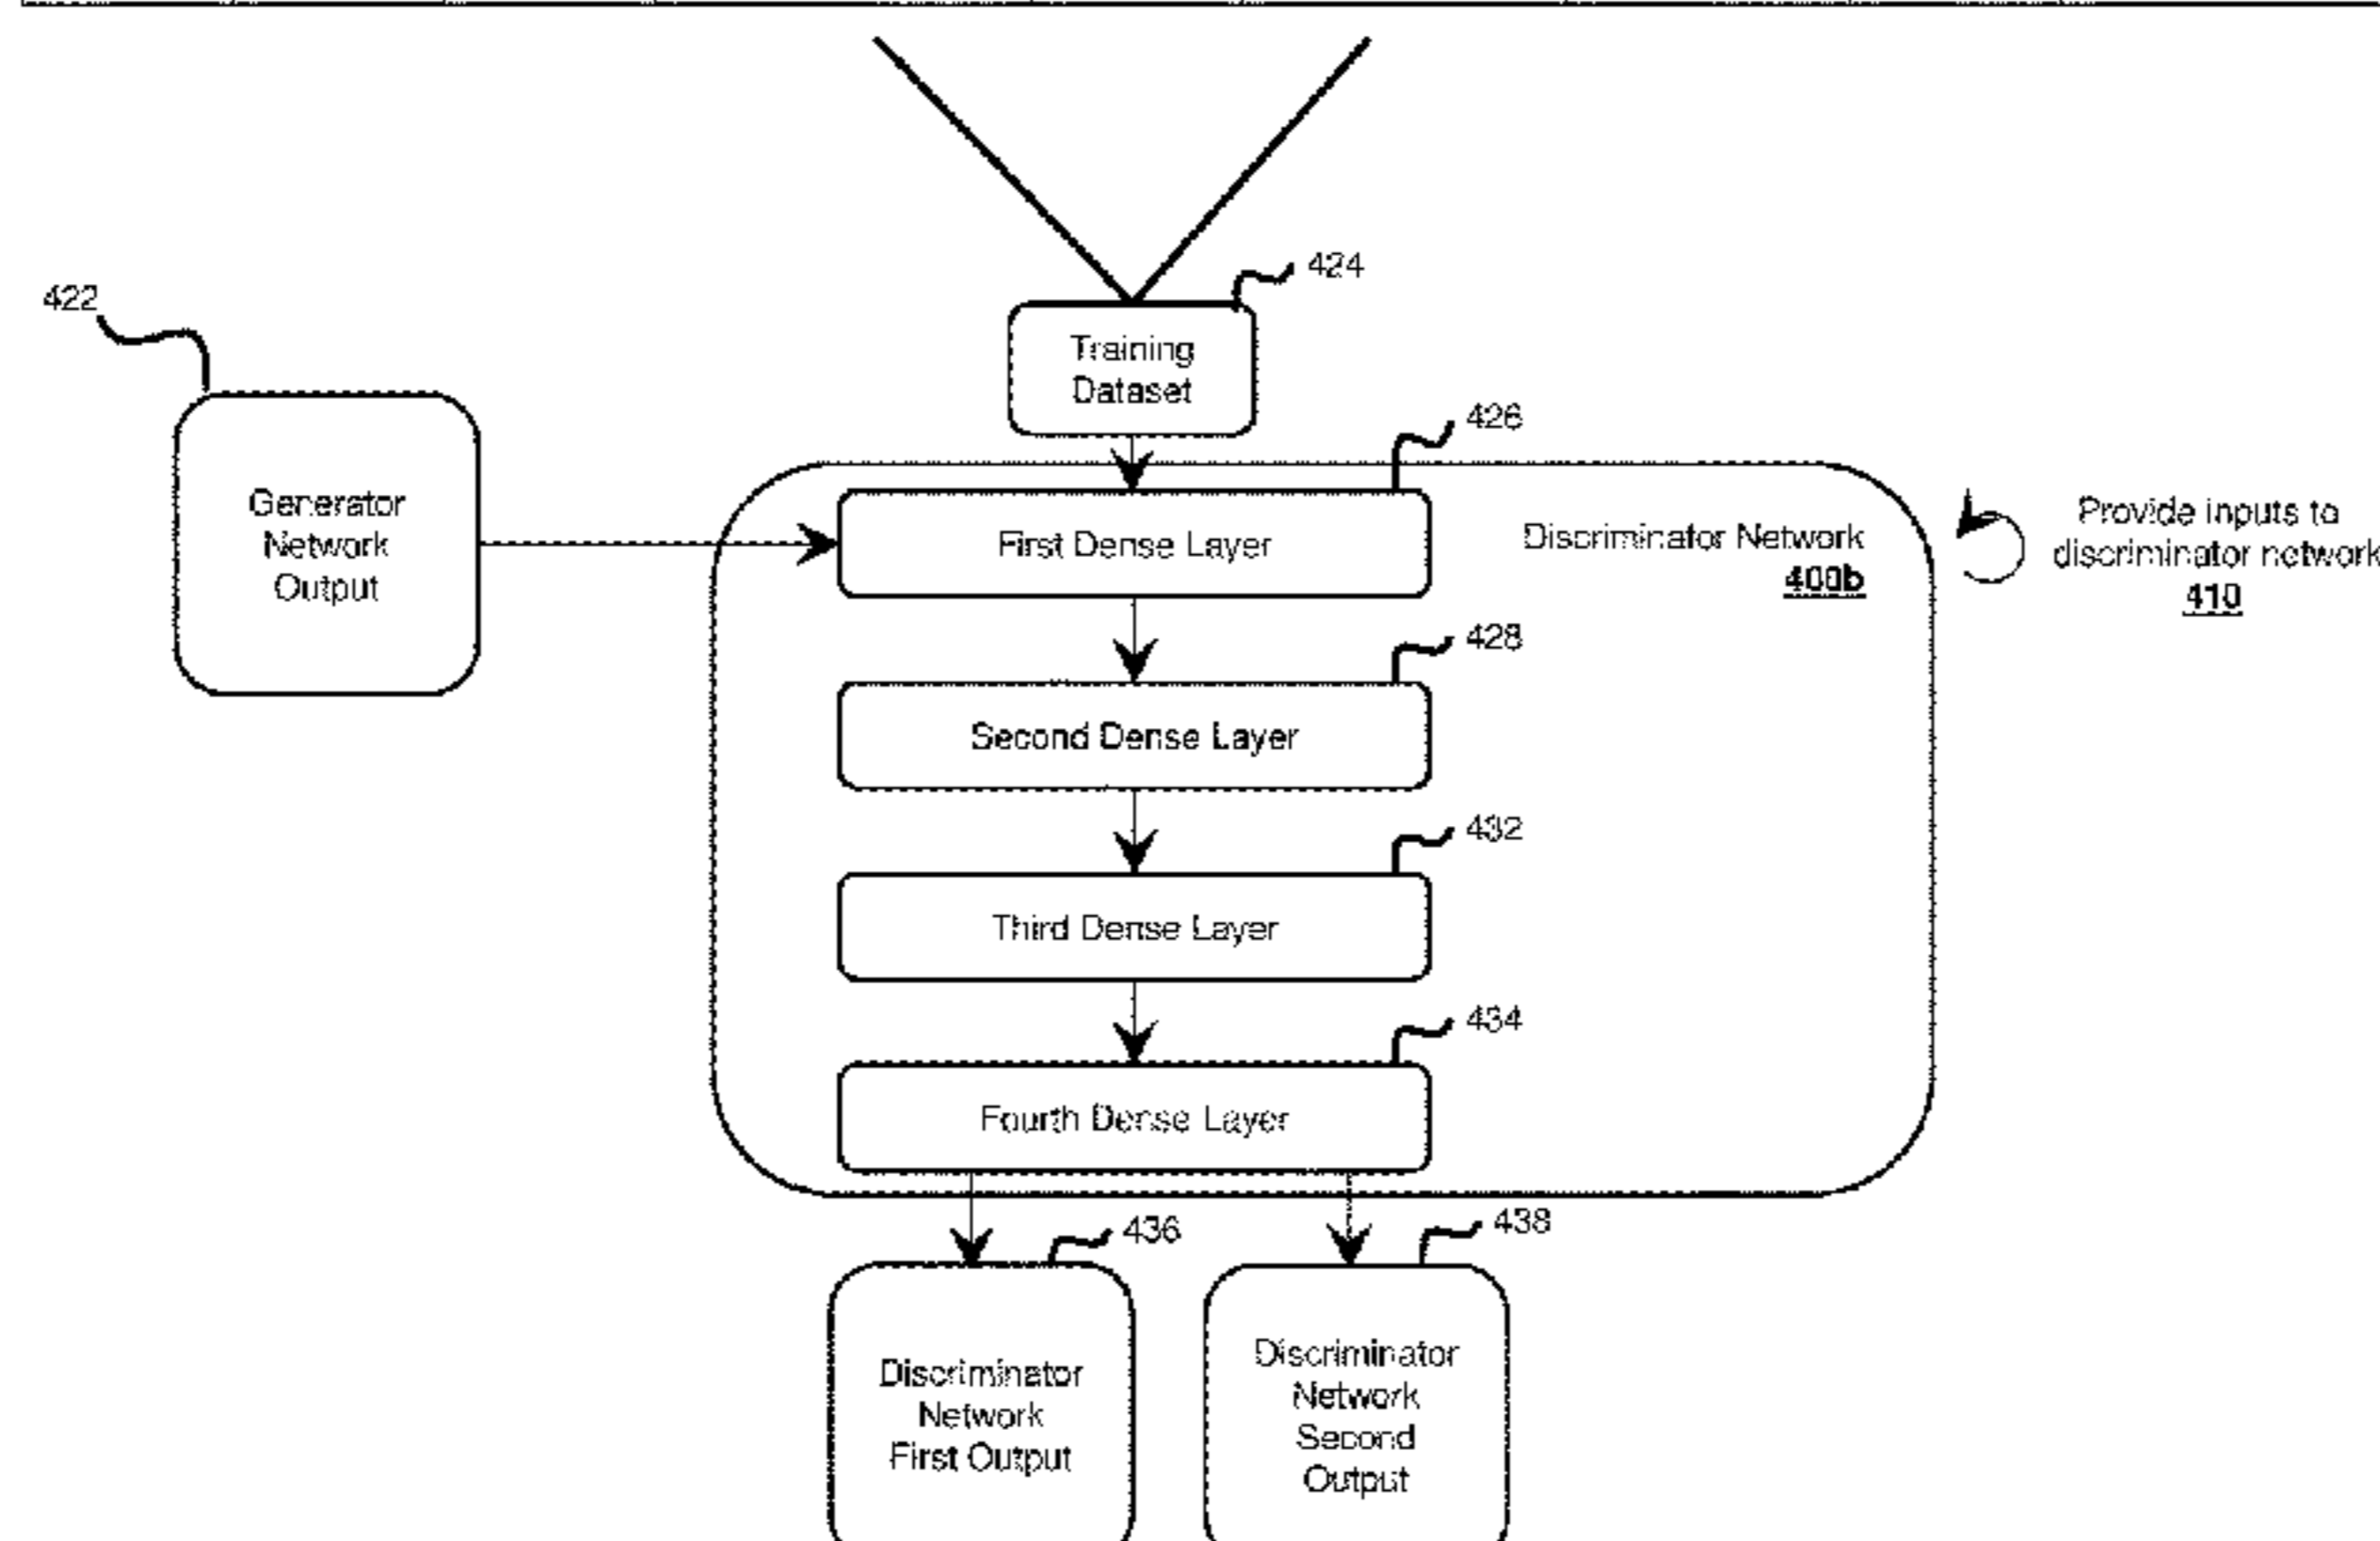 424
422
Training
Dataset
426
Generator
Network
Output
First Dense Layer
Discriminator Network
400b
Provide inputs to
discriminator network
410
428
Second Dense Layer
432
Third Dense Layer
434
Fourth Dense Layer
436
438
Discriminator
Network
First Output
Discriminator
Network
Second
Output